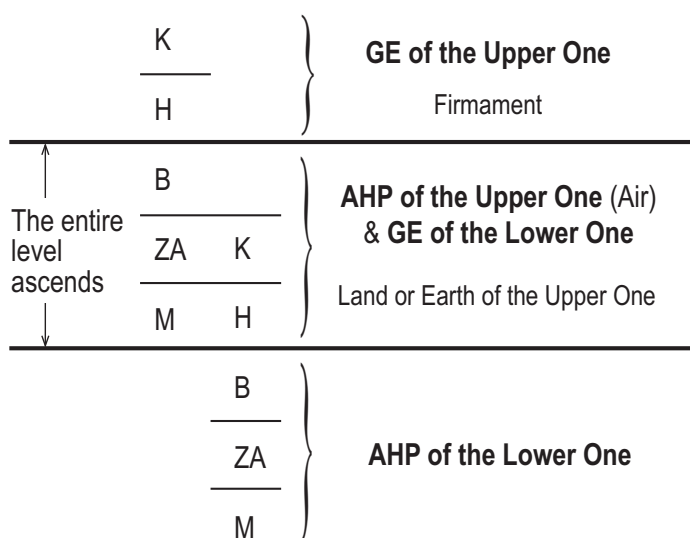 K
GE of the Upper One
H
Firmament
B
AHP of the Upper One (Air)
& GE of the Lower One
The entire
level
ascends
ZA K
Land or Earth of the Upper One
M H
B
ZA
AHP of the Lower One
M